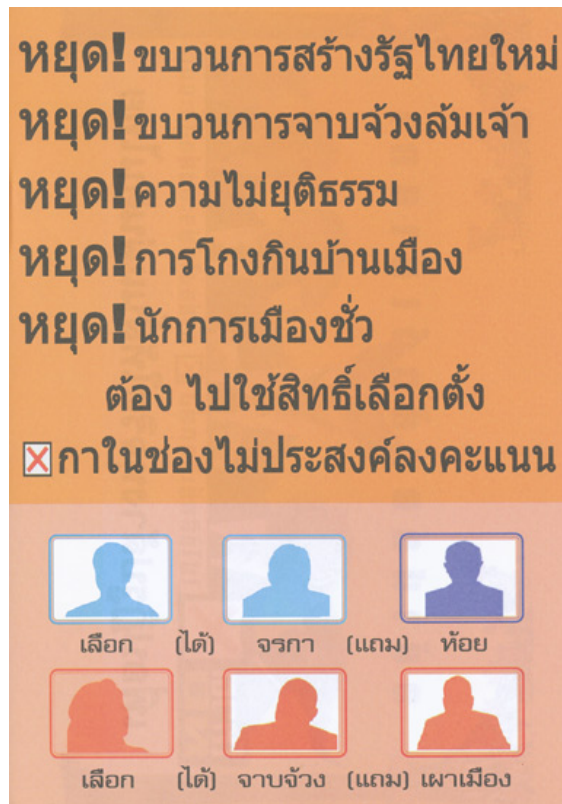 หยุด! ขบวนการสร้างรัฐไทยใหม่
หยุด! ขบวนการจาบจ้วงล้มเจ้า
หยุด! ความไม่ยุติธรรม
หยุด! การโกงกินบ้านเมือง
หยุด! นักการเมืองชั่ว
ต้อง ไปใช้สิทธิ์เลือกตั้ง
กาในช่องไม่ประสงค์ลงคะแนน
เลือก (ได้) จรกา (แถม) ห้อย
เลือก (ได้) จาบจ้วง (แถม) เผาเมือง